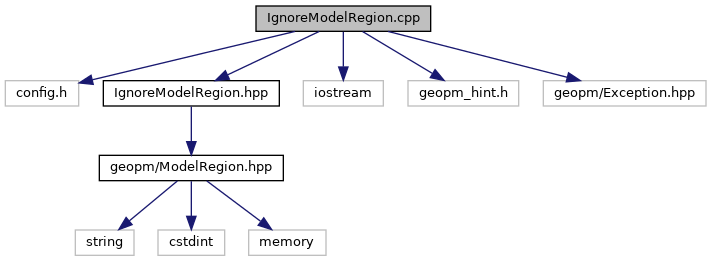 IgnoreModelRegion.cpp
config.h
IgnoreModelRegion.hpp
iostream
geopm_hint.h
geopm/Exception.hpp
geopm/ModelRegion.hpp
string
cstdint
memory